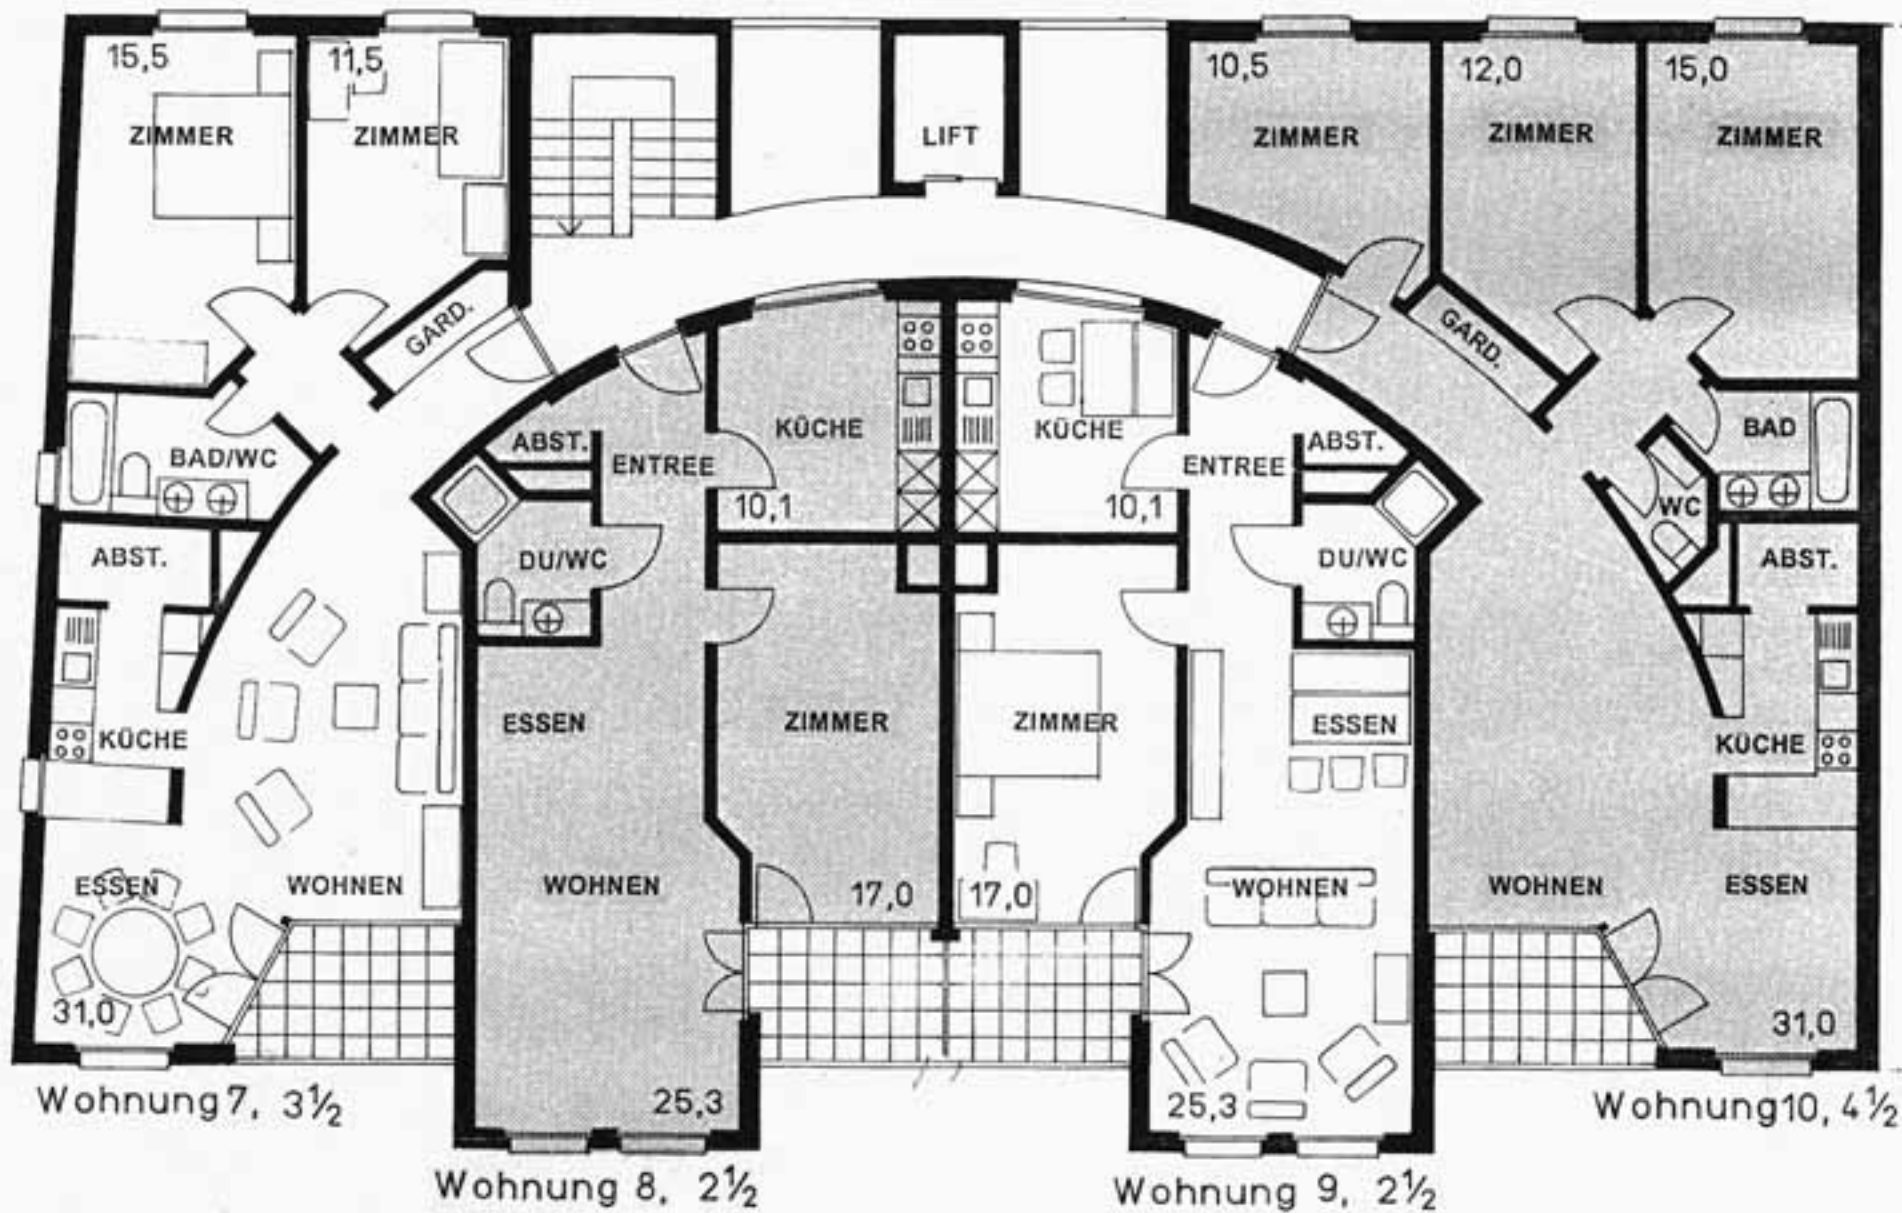 15,5
11,5
10,5
12,0
15,0
ZIMMER
ZIMMER
LIFT
ZIMMER
ZIMMER
ZIMMER
GARD.
GARD.
BAD/WC
ABST.
ENTREE
KÜCHE
KÜCHE
ENTREE
ABST.
BAD
10,1
10,1
WC
ABST.
DU/WC
DU/WC
ABST.
KÜCHE
ESSEN
ZIMMER
ZIMMER
ESSEN
KÜCHE
ESSEN
WOHNEN
WOHNEN
17,0
17,0
WOHNEN
WOHNEN
ESSEN
31,0
31,0
25,3
25,3
Wohnung 7, 3½
Wohnung 10, 4½
Wohnung 8, 2½
Wohnung 9, 2½